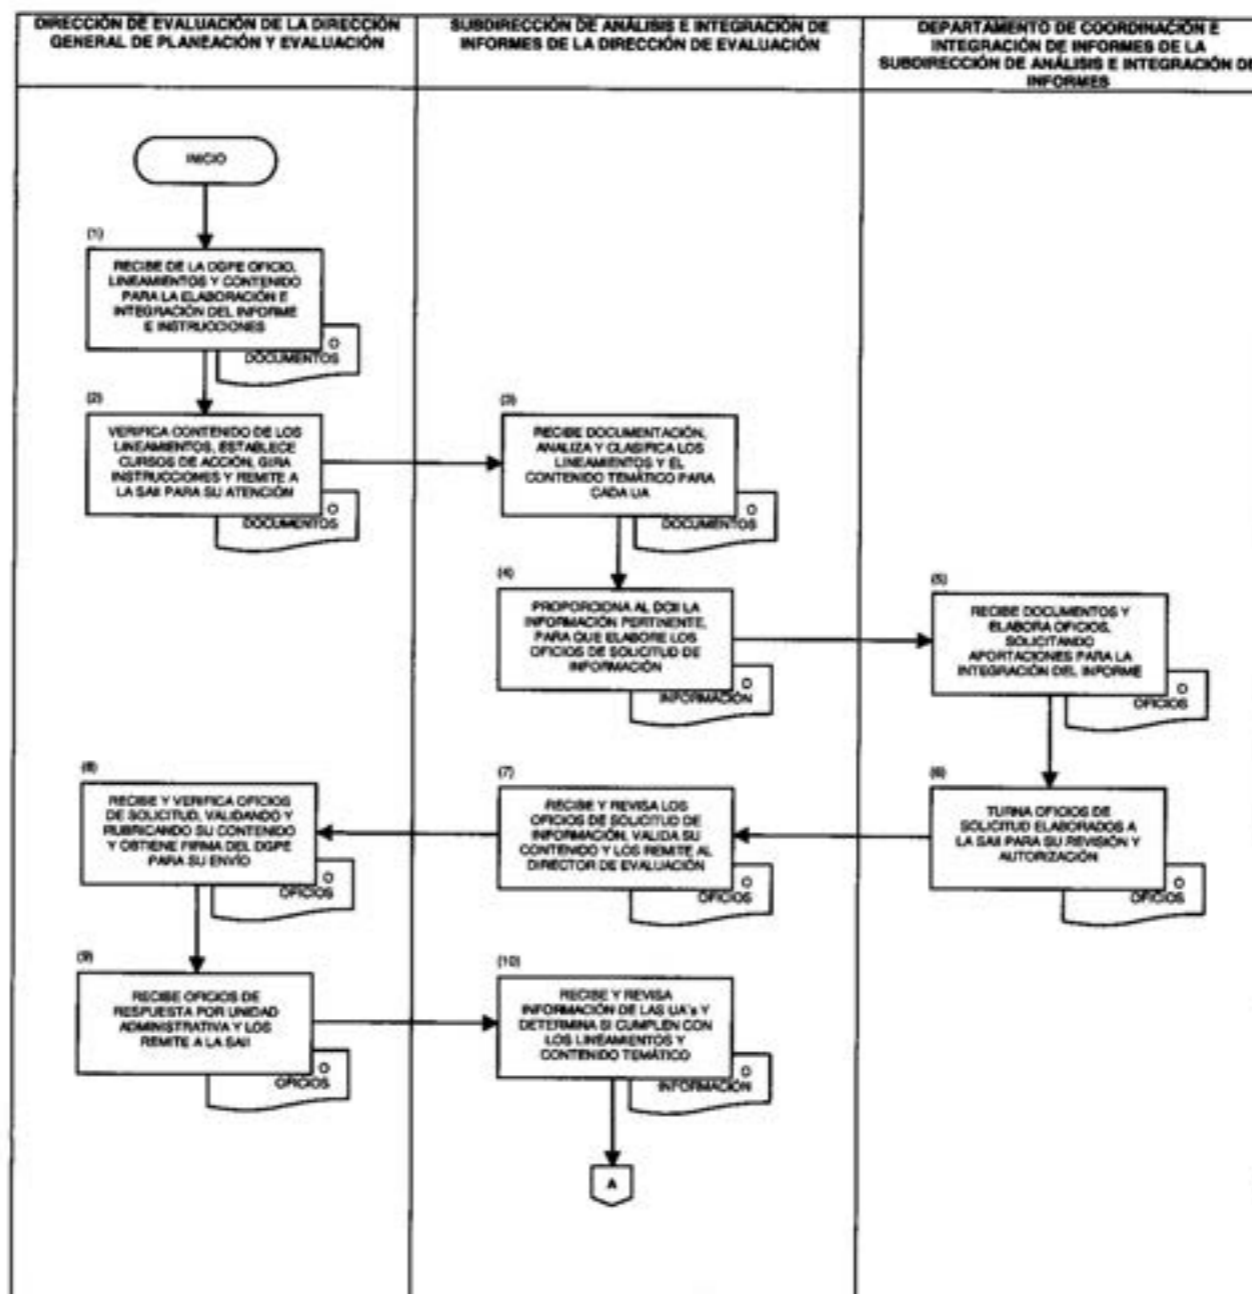 DIRECCIÓN DE EVALUACIÓN DE LA DIRECCIÓN
GENERAL DE PLANEACIÓN Y EVALUACIÓN
SUBDIRECCIÓN DE ANÁLISIS E INTEGRACIÓN DE
INFORMES DE LA DIRECCIÓN DE EVALUACIÓN
DEPARTAMENTO DE COORDINACIÓN E
INTEGRACIÓN DE INFORMES DE LA
SUBDIRECCIÓN DE ANÁLISIS E INTEGRACIÓN DE
INFORMES
INICIO
(1)
RECIBE DE LA DGPE OFICIO,
LINEAMIENTOS Y CONTENIDO
PARA LA ELABORACIÓN E
INTEGRACIÓN DEL INFORME
E INSTRUCCIONES
O
DOCUMENTOS
(2)
VERIFICA CONTENIDO DE LOS
LINEAMIENTOS, ESTABLECE
CURSOS DE ACCIÓN, GIRA
INSTRUCCIONES Y REMITE A
LA SAII PARA SU ATENCIÓN
O
DOCUMENTOS
(3)
RECIBE DOCUMENTACIÓN,
ANALIZA Y CLASIFICA LOS
LINEAMIENTOS Y EL
CONTENIDO TEMÁTICO PARA
CADA UA
O
DOCUMENTOS
(4)
PROPORCIONA AL DCII LA
INFORMACIÓN PERTINENTE,
PARA QUE ELABORE LOS
OFICIOS DE SOLICITUD DE
INFORMACIÓN
O
INFORMACIÓN
(5)
RECIBE DOCUMENTOS Y
ELABORA OFICIOS,
SOLICITANDO
APORTACIONES PARA LA
INTEGRACIÓN DEL INFORME
O
OFICIOS
(6)
TURNA OFICIOS DE
SOLICITUD ELABORADOS A
LA SAII PARA SU REVISIÓN Y
AUTORIZACIÓN
O
OFICIOS
(7)
RECIBE Y REVISA LOS
OFICIOS DE SOLICITUD DE
INFORMACIÓN, VALIDA SU
CONTENIDO Y LOS REMITE AL
DIRECTOR DE EVALUACIÓN
O
OFICIOS
(8)
RECIBE Y VERIFICA OFICIOS
DE SOLICITUD, VALIDANDO Y
RUBRICANDO SU CONTENIDO
Y OBTIENE FIRMA DEL DGPE
PARA SU ENVÍO
O
OFICIOS
(9)
RECIBE OFICIOS DE
RESPUESTA POR UNIDAD
ADMINISTRATIVA Y LOS
REMITE A LA SAII
O
OFICIOS
(10)
RECIBE Y REVISA
INFORMACIÓN DE LAS UA's Y
DETERMINA SI CUMPLEN CON
LOS LINEAMIENTOS Y
CONTENIDO TEMÁTICO
O
INFORMACIÓN
A